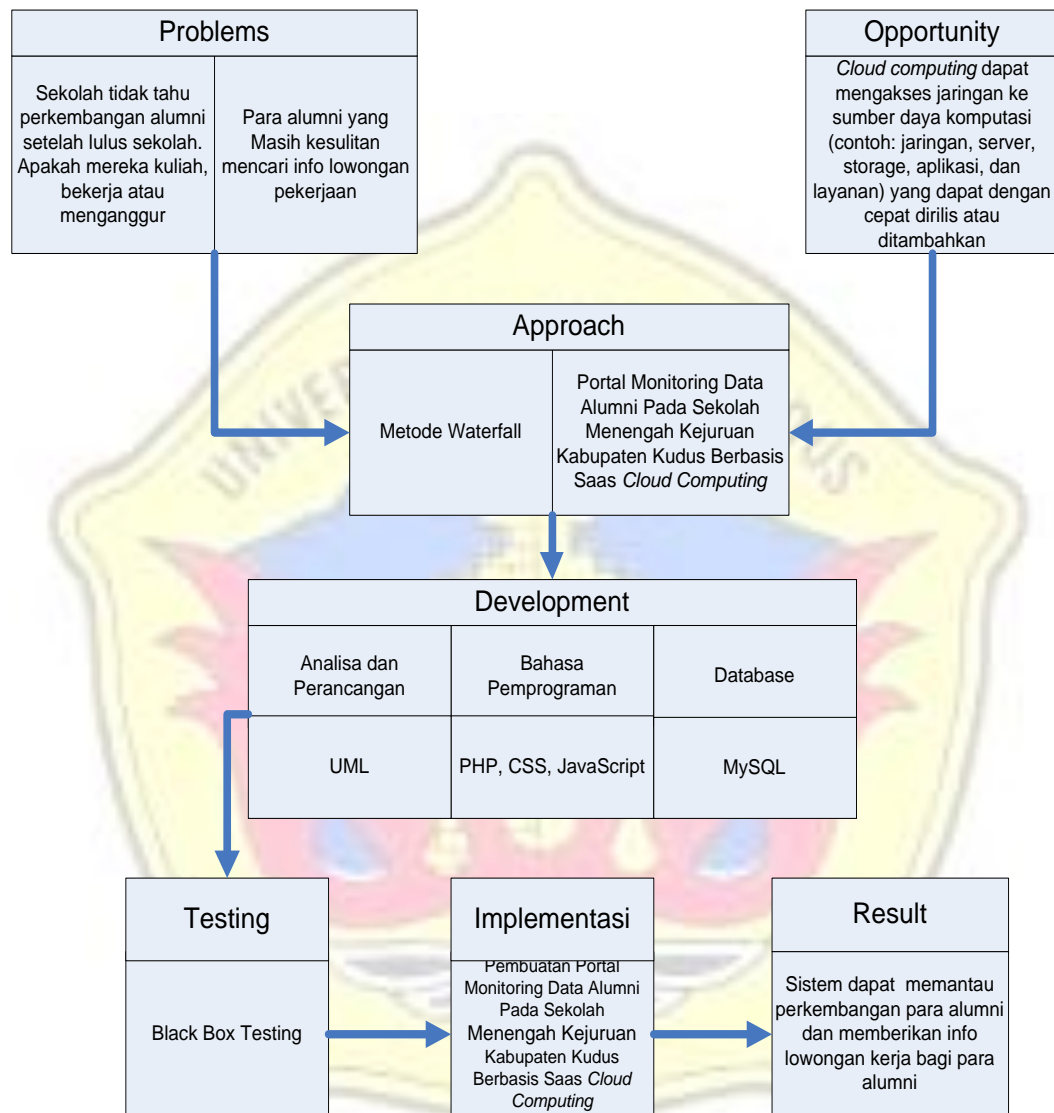 Problems
Sekolah tidak tahu
perkembangan alumni
setelah lulus sekolah.
Apakah mereka kuliah,
bekerja atau
menganggur
Para alumni yang
Masih kesulitan
mencari info lowongan
pekerjaan
Opportunity
Cloud computing dapat
mengakses jaringan ke
sumber daya komputasi
(contoh: jaringan, server,
storage, aplikasi, dan
layanan) yang dapat dengan
cepat dirilis atau
ditambahkan
Approach
Metode Waterfall
Portal Monitoring Data
Alumni Pada Sekolah
Menengah Kejuruan
Kabupaten Kudus Berbasis
Saas Cloud Computing
Development
Analisa dan
Perancangan
Bahasa
Pemprograman
Database
UML
PHP, CSS, JavaScript
MySQL
Testing
Black Box Testing
Implementasi
Pembuatan Portal
Monitoring Data Alumni
Pada Sekolah
Menengah Kejuruan
Kabupaten Kudus
Berbasis Saas Cloud
Computing
Result
Sistem dapat memantau
perkembangan para alumni
dan memberikan info
lowongan kerja bagi para
alumni